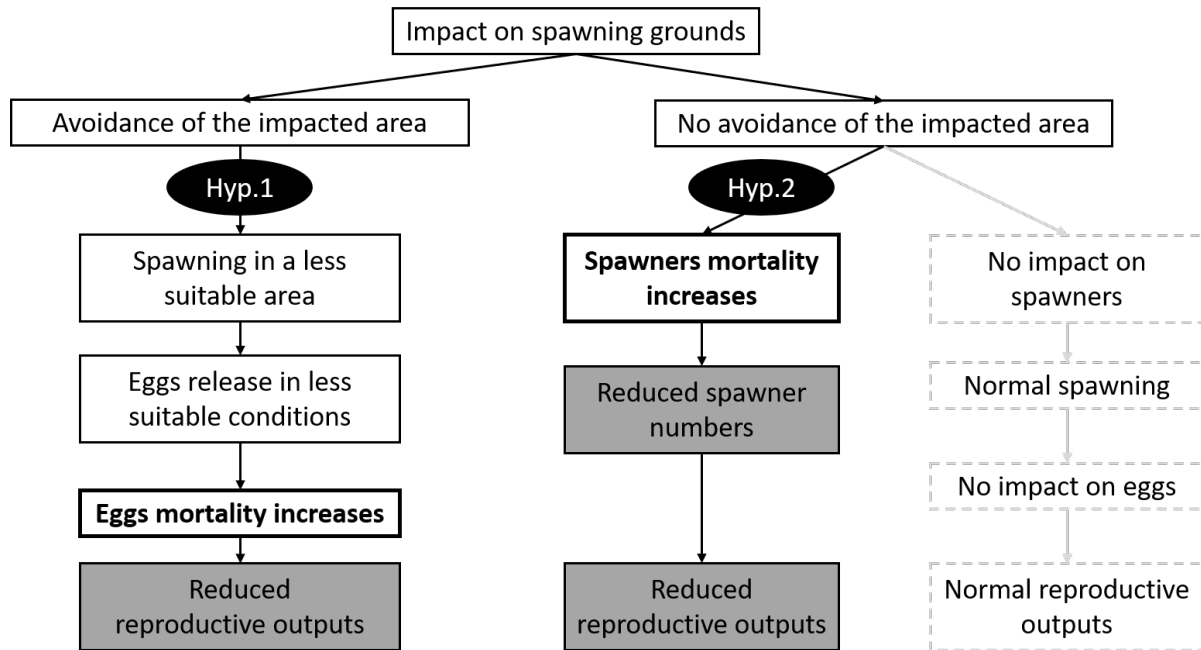 Impact on spawning grounds
Avoidance of the impacted area
No avoidance of the impacted area
Hyp.1
Hyp.2
Spawning in a less
suitable area
Eggs release in less
suitable conditions
Eggs mortality increases
Reduced
reproductive outputs
Spawners mortality
increases
Reduced spawner
numbers
Reduced
reproductive outputs
No impact on
spawners
Normal spawning
No impact on eggs
Normal reproductive
outputs